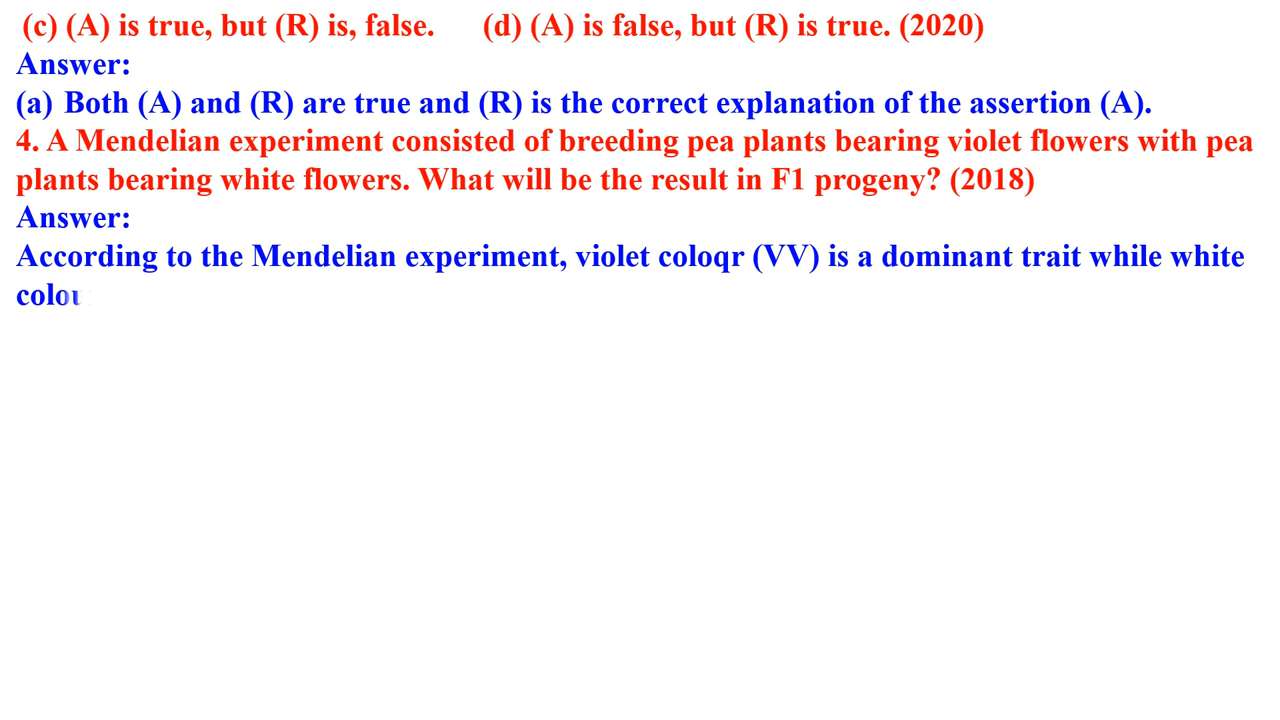 (c) (A) is true, but (R) is, false. (d) (A) is false, but (R) is true. (2020)
Answer:
(a) Both (A) and (R) are true and (R) is the correct explanation of the assertion (A).
4. A Mendelian experiment consisted of breeding pea plants bearing violet flowers with pea
plants bearing white flowers. What will be the result in F1 progeny? (2018)
Answer:
According to the Mendelian experiment, violet coloqr (VV) is a dominant trait while white
colou